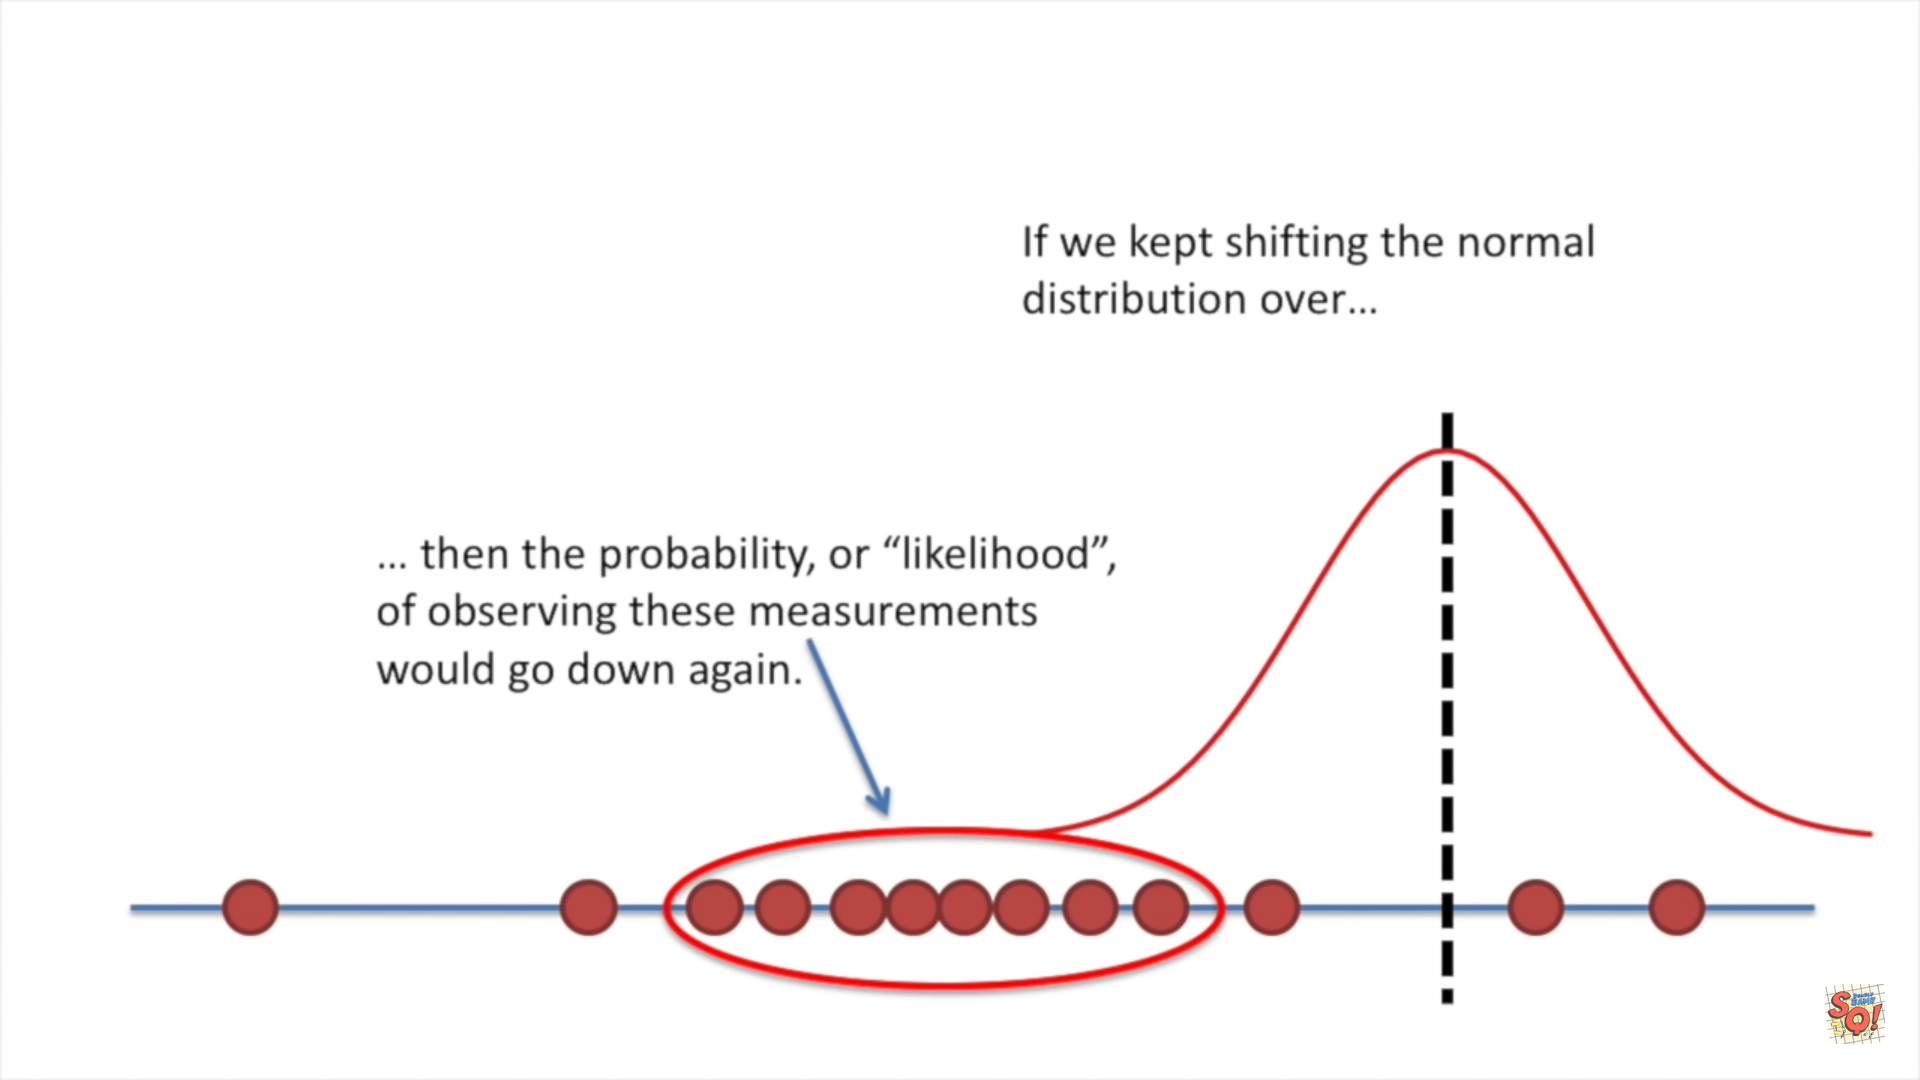 If we kept shifting the normal
distribution over...
... then the probability, or “likelihood”,
of observing these measurements
would go down again.
SQ!